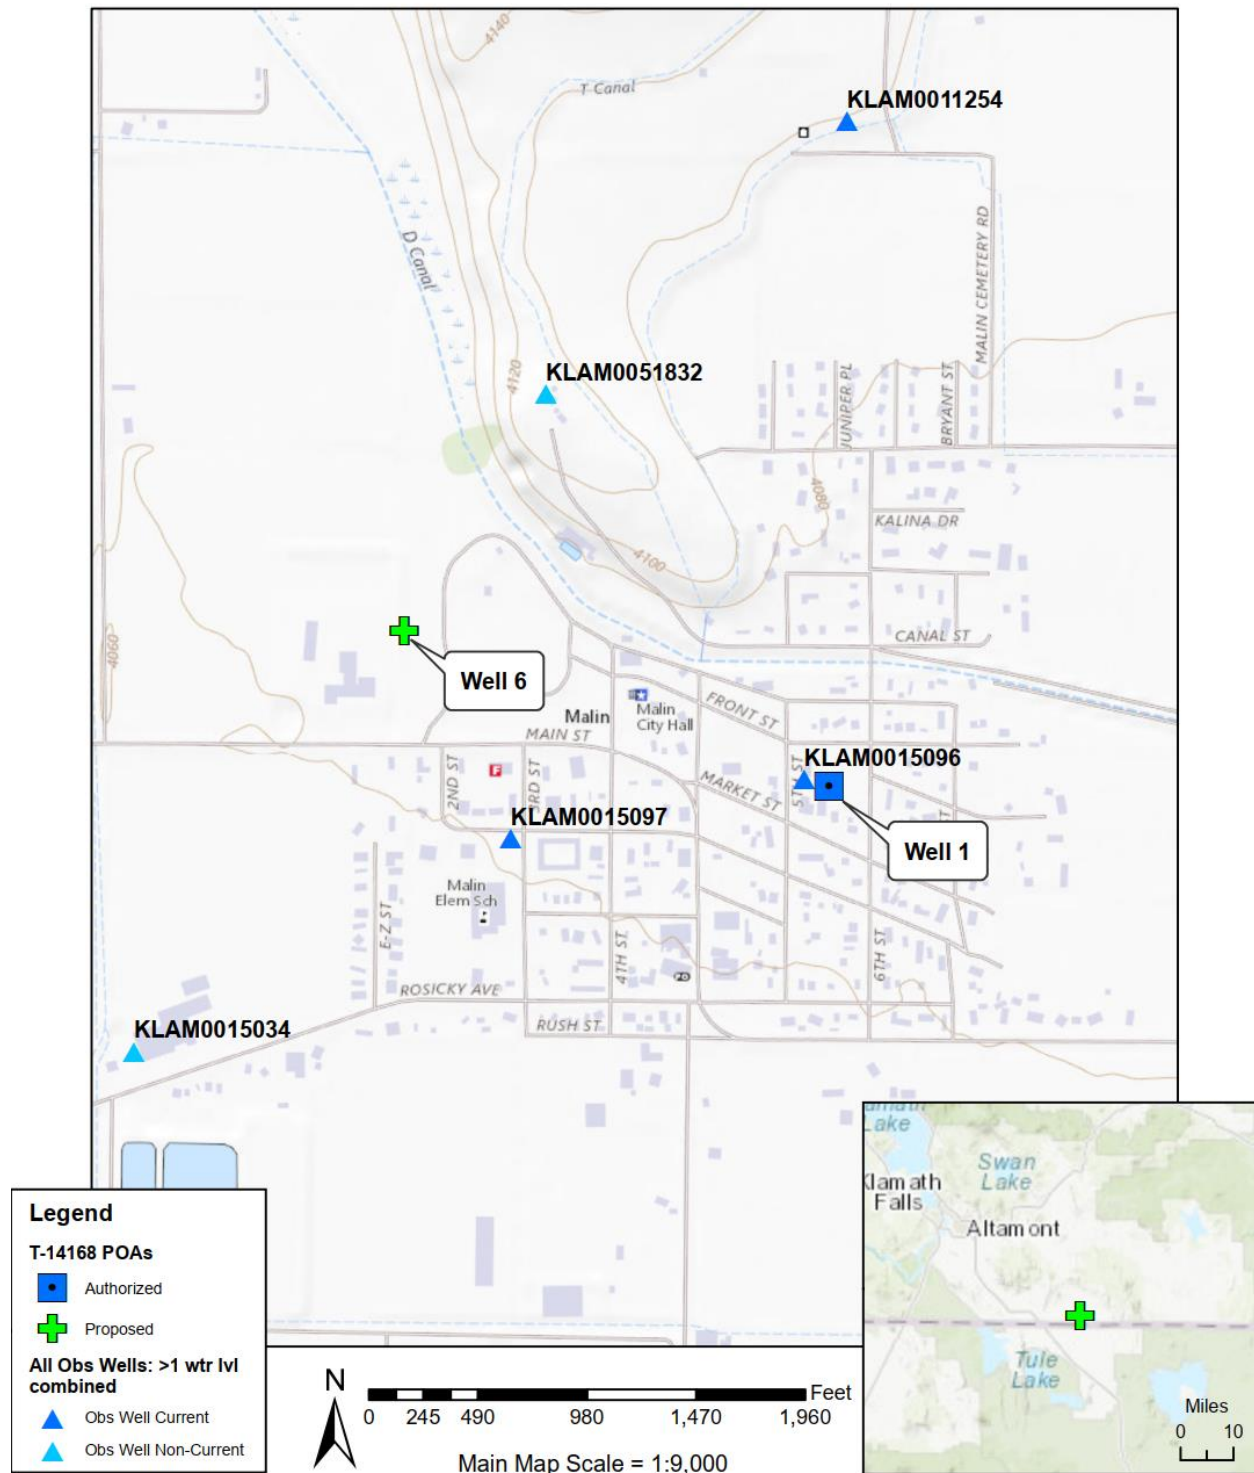 4140
T Canal
KLAM0011254
D Canal
MALIN CEMETERY RD
4120
KLAM0051832
JUNIPER PL
BRYANT ST
4080
KALINA DR
4100
CANAL ST
4060
Well 6
Malin
City Hall
FRONT ST
Malin
MAIN ST
KLAM0015096
2ND ST
F
3RD ST
MARKET ST
5TH ST
KLAM0015097
Well 1
Malin
Elem Sch
E-Z ST
4TH ST
6TH ST
ROSICKY AVE
KLAM0015034
RUSH ST
Lake
Klamath
Falls
Swan
Lake
Altamont
Tule
Lake
Miles
0 10
Legend
T-14168 POAs
Authorized
Proposed
All Obs Wells: >1 wtr lvl
combined
Obs Well Current
Obs Well Non-Current
N
Feet
0 245 490 980 1,470 1,960
Main Map Scale = 1:9,000